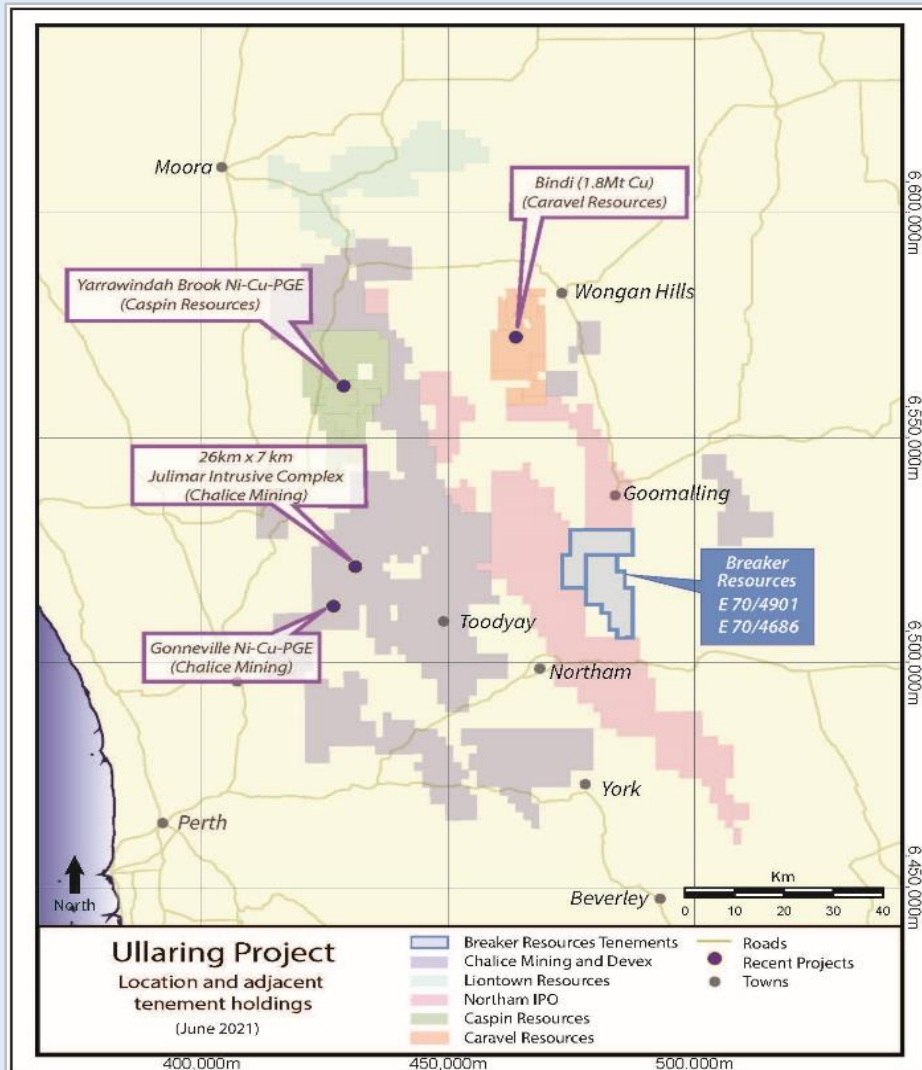 Moora
Bindi (1.8Mt Cu)
(Caravel Resources)
6,600,000m
Yarrawindah Brook Ni-Cu-PGE
(Caspin Resources)
Wongan Hills
6,550,000m
26km x 7 km
Julimar Intrusive Complex
(Chalice Mining)
Goomalling
Breaker
Resources
E 70/4901
E 70/4686
Toodyay
Gonneville Ni-Cu-PGE
(Chalice Mining)
6,500,000m
Northam
York
Perth
Km
6,450,000m
North
Beverley
0 10 20 30 40
Ullaring Project
Location and adjacent
tenement holdings
(June 2021)
Breaker Resources Tenements
Chalice Mining and Devex
Liontown Resources
Northam IPO
Caspin Resources
Caravel Resources
Roads
Recent Projects
Towns
400,000m 450,000m 500,000m